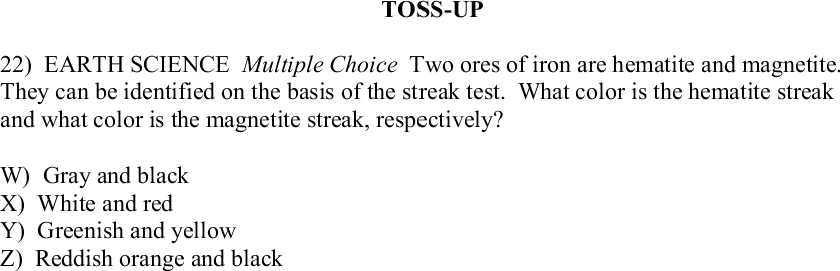 TOSS-UP
22) EARTH SCIENCE Multiple Choice Two ores of iron are hematite and magnetite.
They can be identified on the basis of the streak test. What color is the hematite streak
and what color is the magnetite streak, respectively?
W) Gray and black
X) White and red
Y) Greenish and yellow
Z) Reddish orange and black